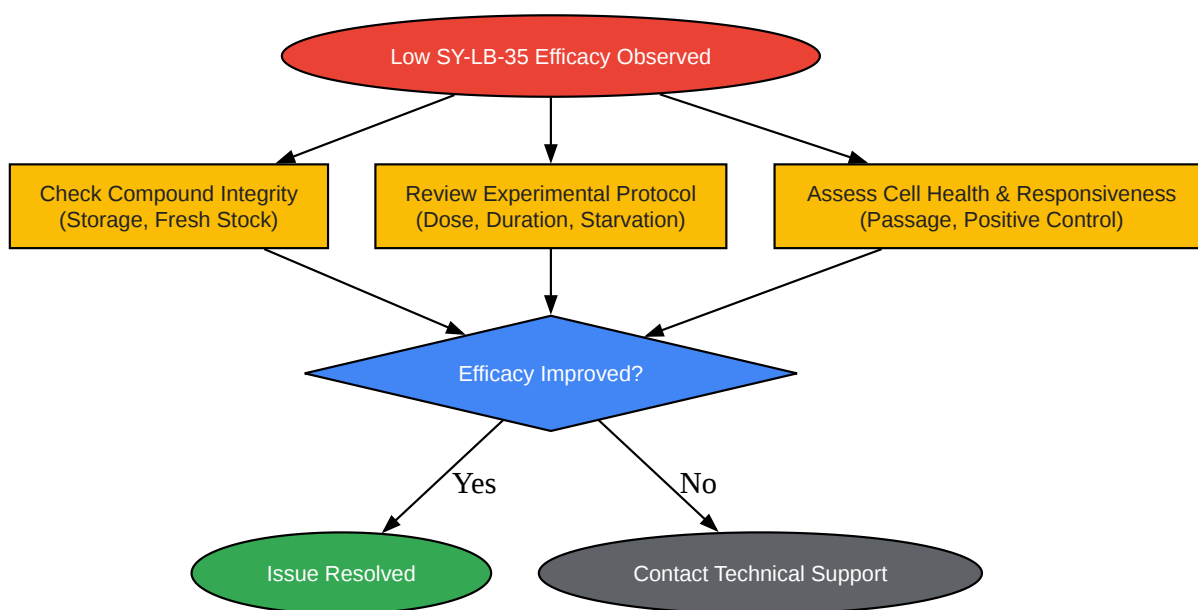 Low SY-LB-35 Efficacy Observed
Check Compound Integrity
(Storage, Fresh Stock)
Review Experimental Protocol
(Dose, Duration, Starvation)
Assess Cell Health & Responsiveness
(Passage, Positive Control)
Efficacy Improved?
Yes
No
Issue Resolved
Contact Technical Support